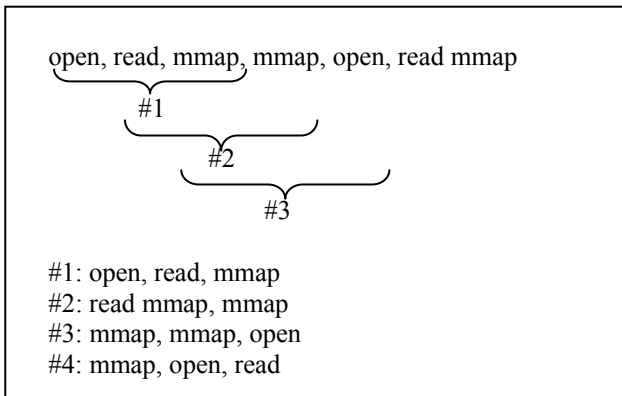 open, read, mmap, mmap, open, read mmap
#1
#2
#3
#1: open, read, mmap
#2: read mmap, mmap
#3: mmap, mmap, open
#4: mmap, open, read